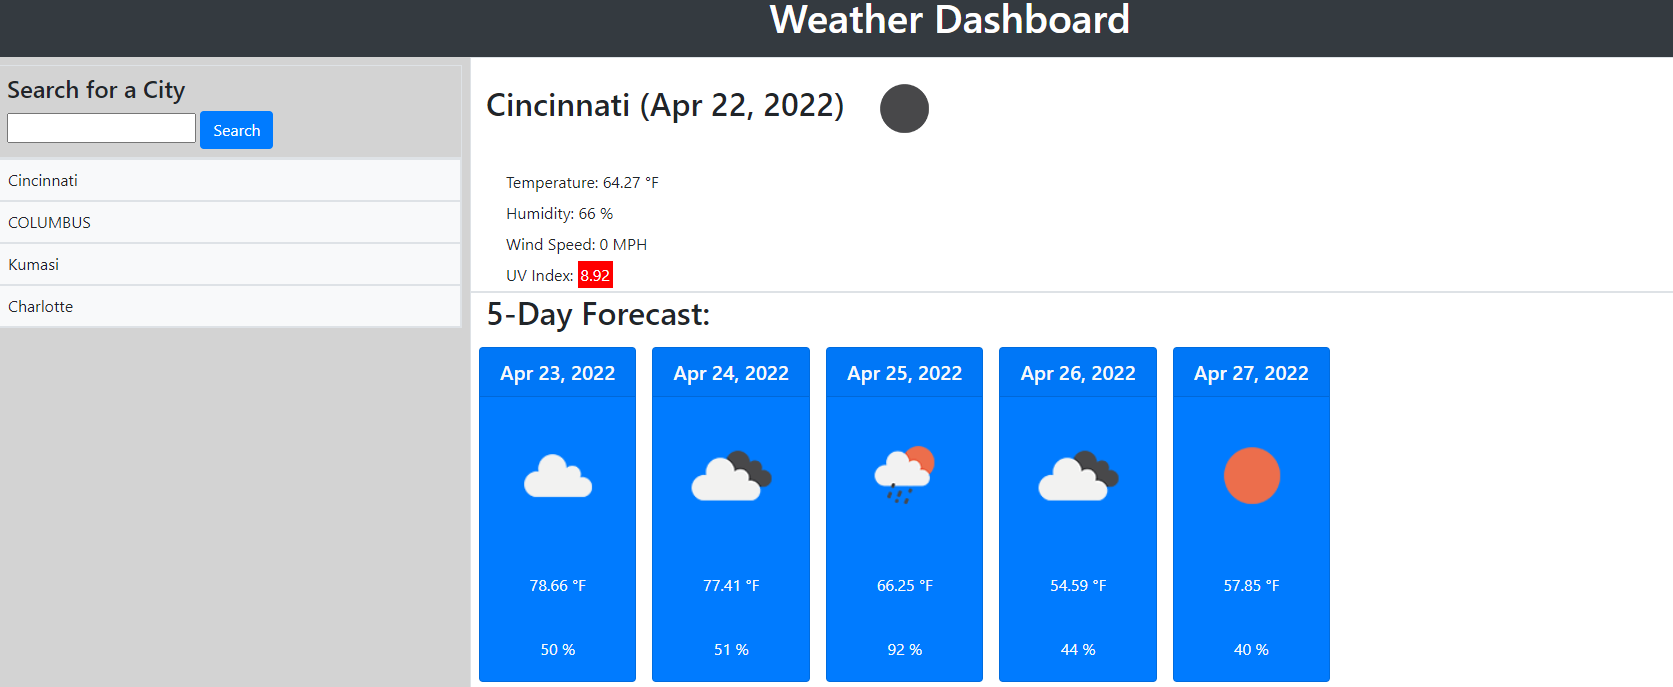 Weather Dashboard
Search for a City
Search
Cincinnati
COLUMBUS
Kumasi
Charlotte
Cincinnati (Apr 22, 2022)
Temperature: 64.27 °F
Humidity: 66 %
Wind Speed: 0 MPH
UV Index: 8.92
5-Day Forecast:
Apr 23, 2022
78.66 °F
50 %
Apr 24, 2022
77.41 °F
51 %
Apr 25, 2022
66.25 °F
92 %
Apr 26, 2022
54.59 °F
44 %
Apr 27, 2022
57.85 °F
40 %